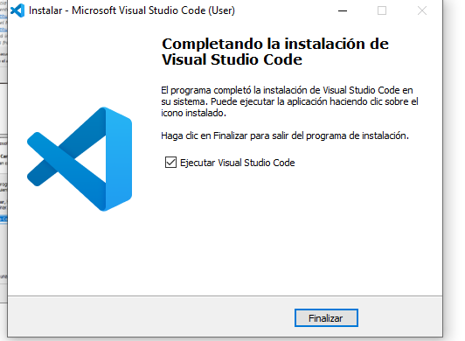 Instalar - Microsoft Visual Studio Code (User)
Completando la instalación de
Visual Studio Code
El programa completó la instalación de Visual Studio Code en
su sistema. Puede ejecutar la aplicación haciendo clic sobre el
icono instalado.
Haga clic en Finalizar para salir del programa de instalación.
Ejecutar Visual Studio Code
Finalizar